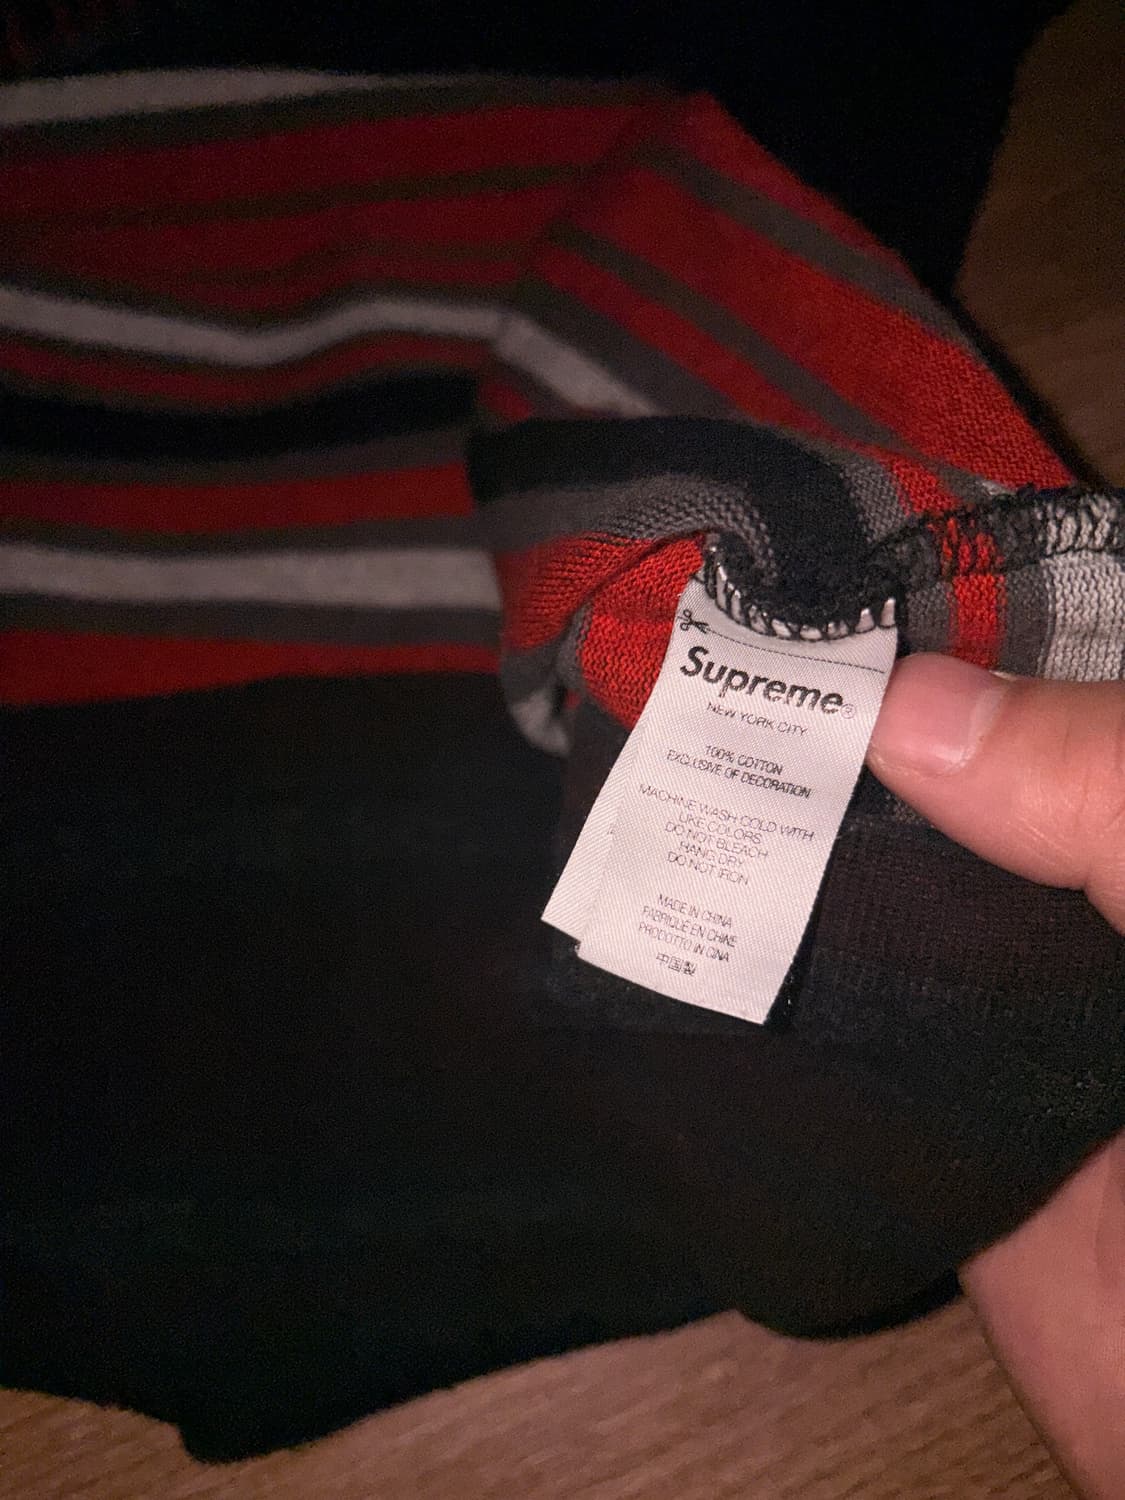 Supreme®
NEW YORK CITY
100% COTTON
EXCLUSIVE OF DECORATION
MACHINE WASH COLD WITH
LIKE COLORS
DO NOT BLEACH
HANG DRY
DO NOT IRON
MADE IN CHINA
FABRIQUÉ EN CHINE
PRODOTTO IN CINA
中国製